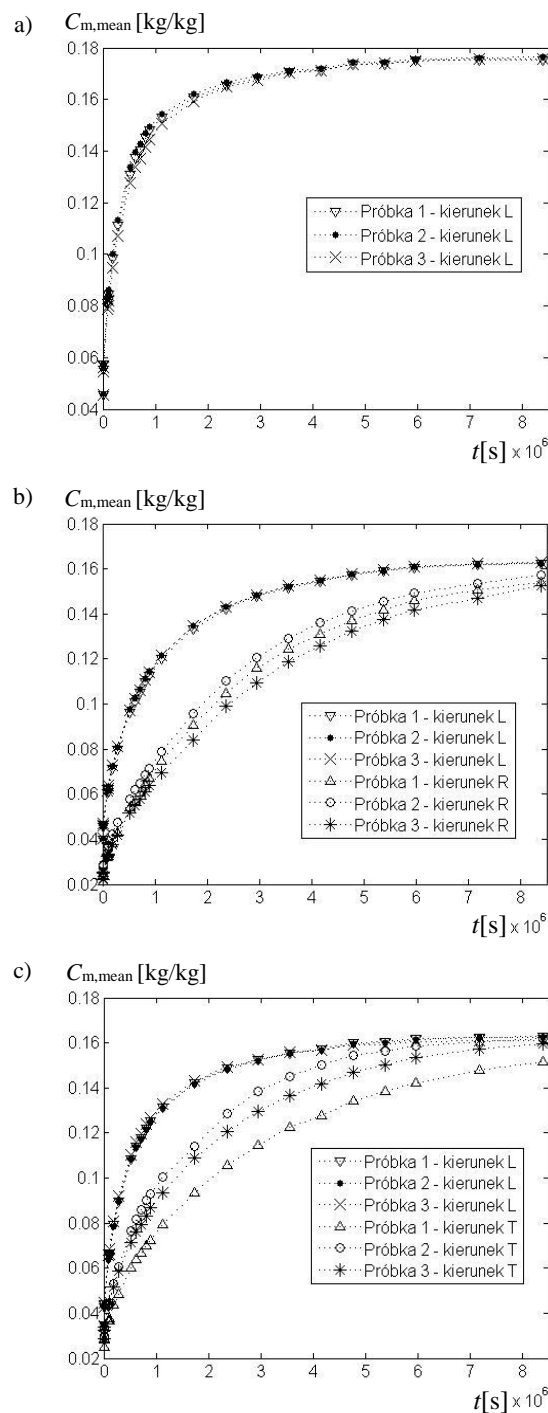 a) C_m,mean [kg/kg]
0.18
0.16
0.14
0.12
0.1
0.08
0.06
0.04
Próbka 1 - kierunek L
Próbka 2 - kierunek L
Próbka 3 - kierunek L
0 1 2 3 4 5 6 7 8
t[s] × 10^6
b) C_m,mean [kg/kg]
0.18
0.16
0.14
0.12
0.1
0.08
0.06
0.04
0.02
Próbka 1 - kierunek L
Próbka 2 - kierunek L
Próbka 3 - kierunek L
Próbka 1 - kierunek R
Próbka 2 - kierunek R
Próbka 3 - kierunek R
0 1 2 3 4 5 6 7 8
t[s] × 10^6
c) C_m,mean [kg/kg]
0.18
0.16
0.14
0.12
0.1
0.08
0.06
0.04
0.02
Próbka 1 - kierunek L
Próbka 2 - kierunek L
Próbka 3 - kierunek L
Próbka 1 - kierunek T
Próbka 2 - kierunek T
Próbka 3 - kierunek T
0 1 2 3 4 5 6 7 8
t[s] × 10^6